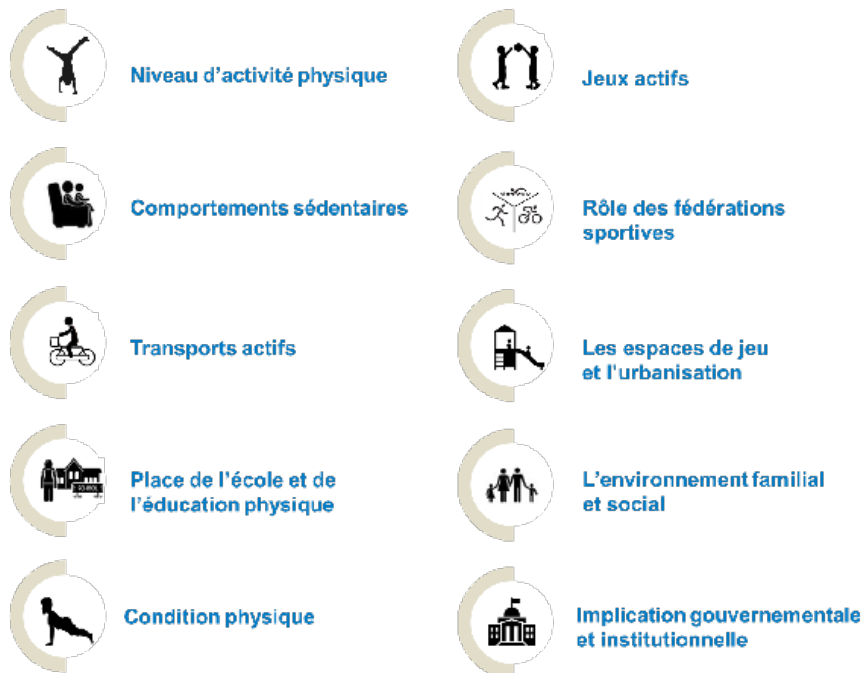 Niveau d'activité physique
Comportements sédentaires
Transports actifs
Place de l'école et de
l'éducation physique
Condition physique
Jeux actifs
Rôle des fédérations
sportives
Les espaces de jeu
et l'urbanisation
L'environnement familial
et social
Implication gouvernementale
et institutionnelle